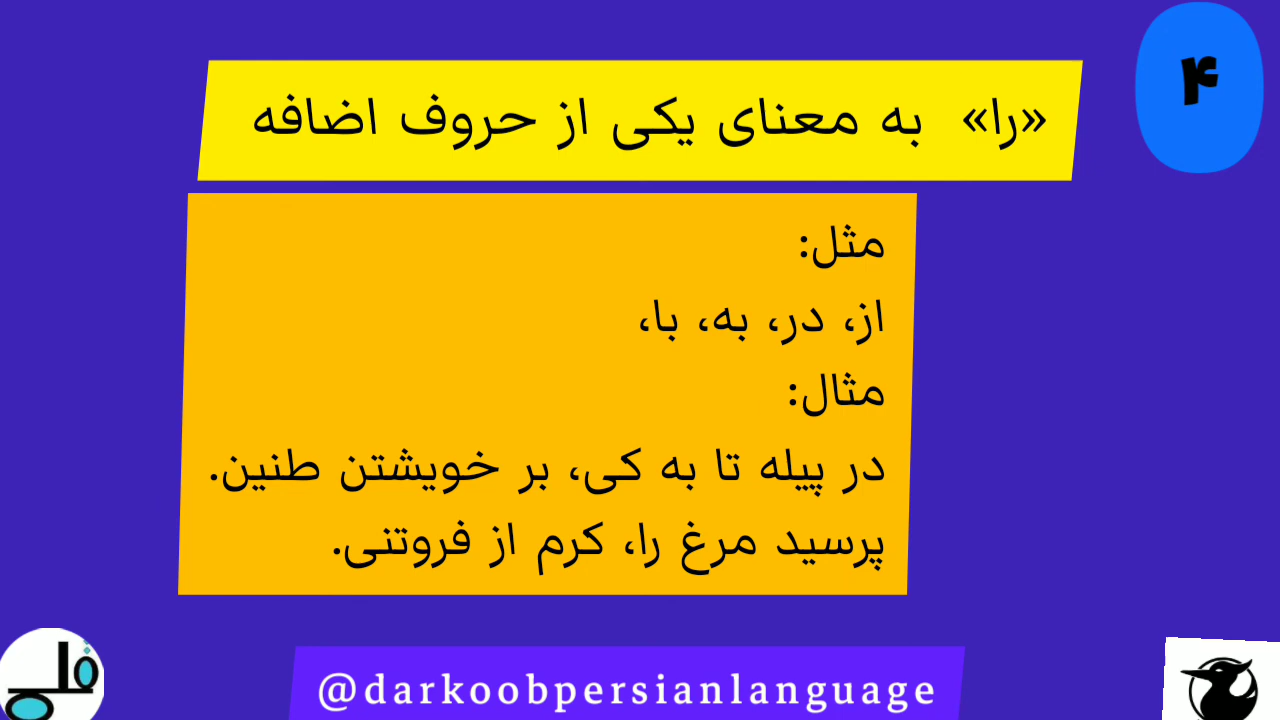 ۴
«را» به معنای یکی از حروف اضافه
مثل:
از، در، به، با،
مثال:
در پیله تا به کی، بر خویشتن طنین.
پرسید مرغ را، کرم از فروتنی.
@darkoobpersianlanguage